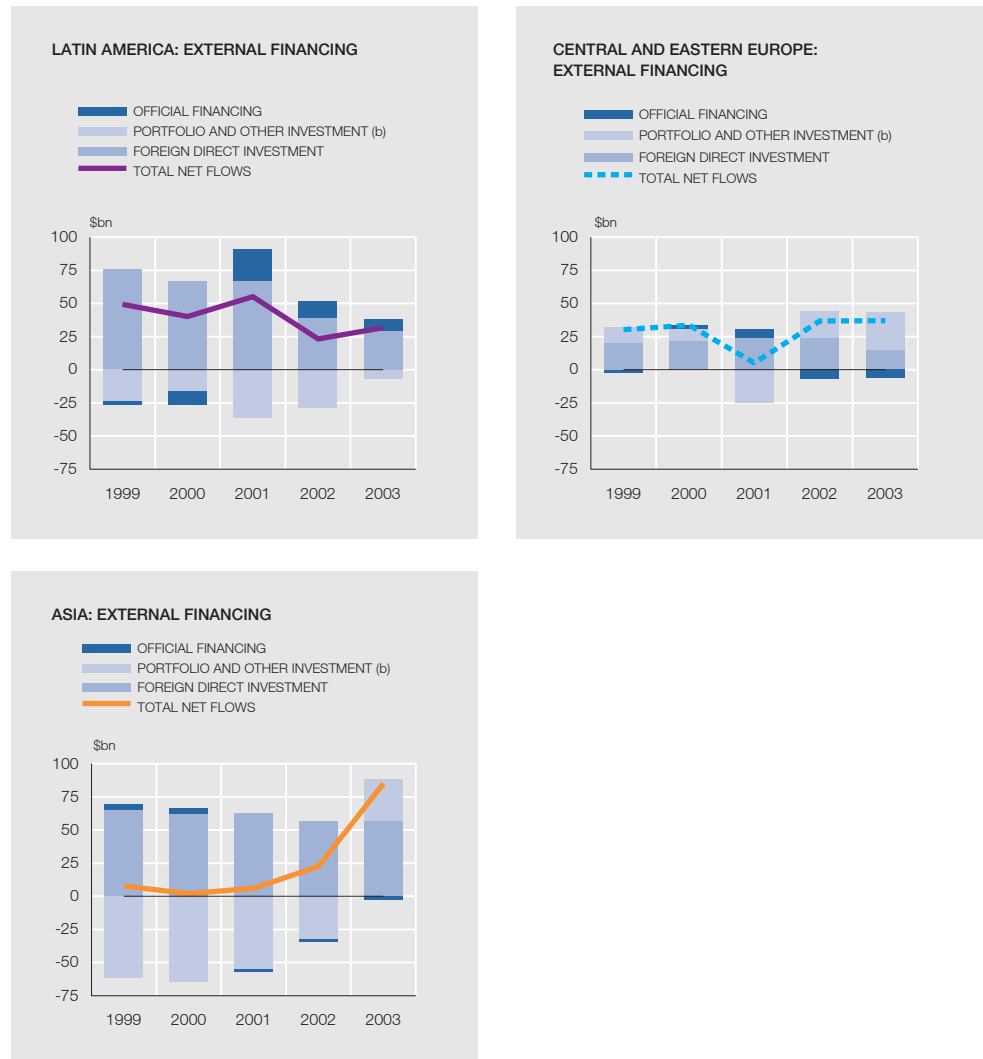 LATIN AMERICA: EXTERNAL FINANCING
OFFICIAL FINANCING
PORTFOLIO AND OTHER INVESTMENT (b)
FOREIGN DIRECT INVESTMENT
TOTAL NET FLOWS
$bn
100
75
50
25
0
-25
-50
-75
1999 2000 2001 2002 2003
CENTRAL AND EASTERN EUROPE:
EXTERNAL FINANCING
OFFICIAL FINANCING
PORTFOLIO AND OTHER INVESTMENT (b)
FOREIGN DIRECT INVESTMENT
TOTAL NET FLOWS
$bn
100
75
50
25
0
-25
-50
-75
1999 2000 2001 2002 2003
ASIA: EXTERNAL FINANCING
OFFICIAL FINANCING
PORTFOLIO AND OTHER INVESTMENT (b)
FOREIGN DIRECT INVESTMENT
TOTAL NET FLOWS
$bn
100
75
50
25
0
-25
-50
-75
1999 2000 2001 2002 2003